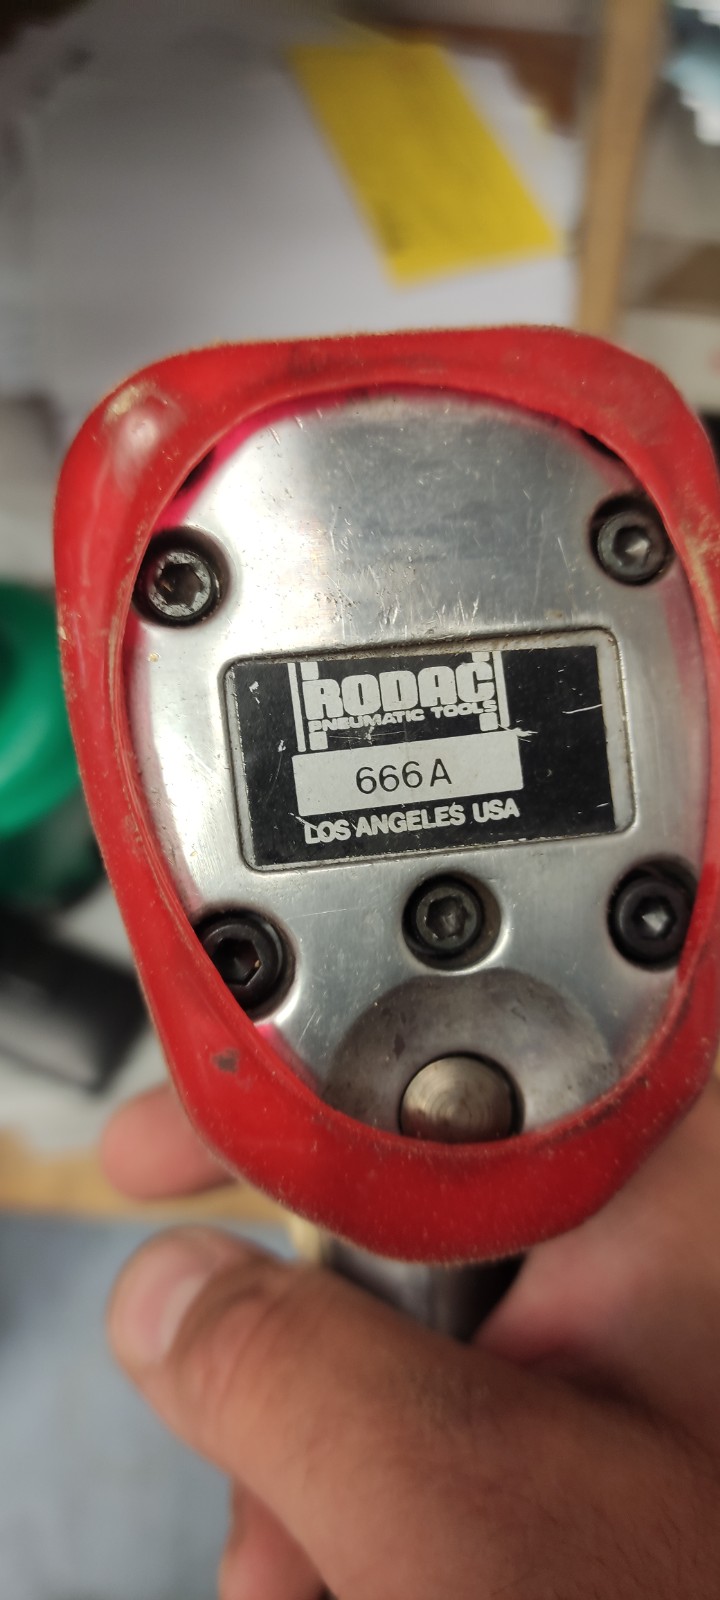 RODAC
PNEUMATIC TOOLS
666A
LOS ANGELES USA